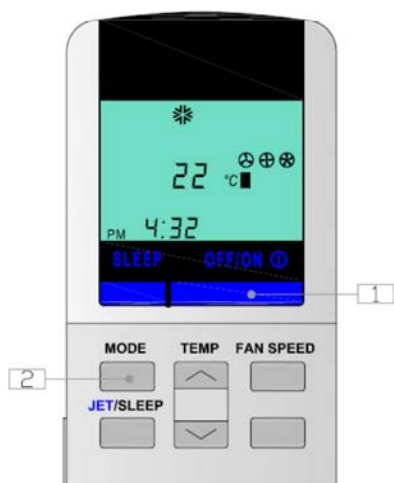 22 °C
PM 4:32
SLEEP OFF/ON
1
MODE TEMP FAN SPEED
2
JET/SLEEP